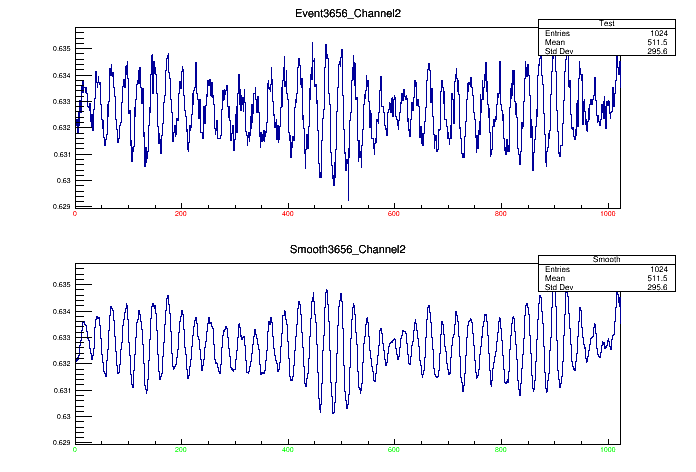 Event3656_Channel2
Test
Entries 1024
Mean 511.5
Std Dev 295.6
0.635
0.634
0.633
0.632
0.631
0.63
0.629
0 200 400 600 800 1000
Smooth3656_Channel2
Smooth
Entries 1024
Mean 511.5
Std Dev 295.6
0.635
0.634
0.633
0.632
0.631
0.63
0.629
0 200 400 600 800 1000